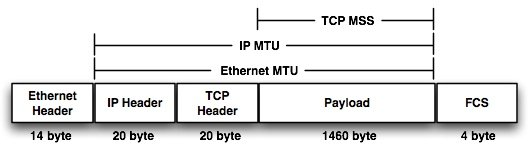 TCP MSS
IP MTU
Ethernet MTU
Ethernet Header
IP Header
TCP Header
Payload
FCS
14 byte
20 byte
20 byte
1460 byte
4 byte